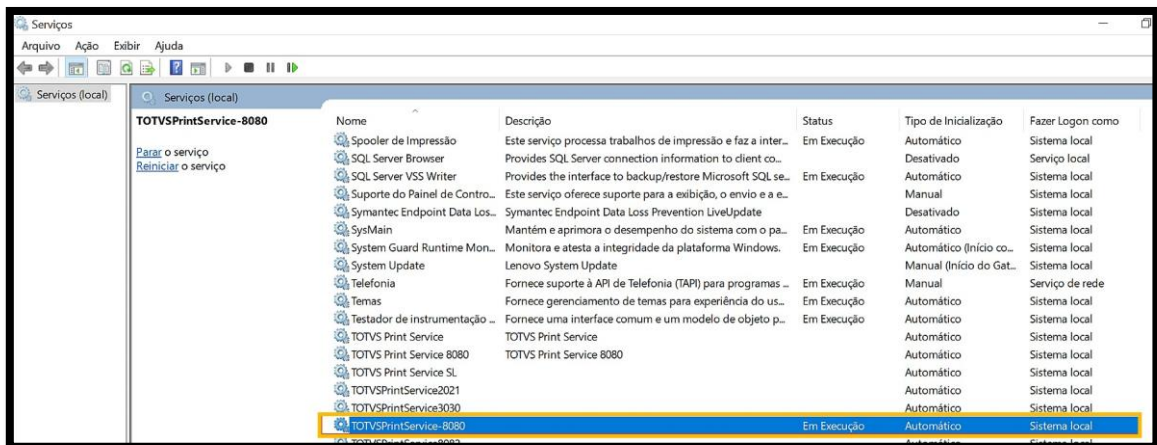 Serviços
Arquivo Ação Exibir Ajuda
Serviços (local)
Serviços (local)
TOTVSPrintService-8080
Parar o serviço
Reiniciar o serviço
Nome Descrição Status Tipo de Inicialização Fazer Logon como
Spooler de Impressão Este serviço processa trabalhos de impressão e faz a inter... Em Execução Automático Sistema local
SQL Server Browser Provides SQL Server connection information to client co... Desativado Serviço local
SQL Server VSS Writer Provides the interface to backup/restore Microsoft SQL se... Em Execução Automático Sistema local
Suporte do Painel de Contro... Este serviço oferece suporte para a exibição, o envio e a e... Manual Sistema local
Symantec Endpoint Data Los... Symantec Endpoint Data Loss Prevention LiveUpdate Desativado Sistema local
SysMain Mantém e aprimora o desempenho do sistema com o pa... Em Execução Automático Sistema local
System Guard Runtime Mon... Monitora e atesta a integridade da plataforma Windows. Em Execução Automático (Início co... Sistema local
System Update Lenovo System Update Manual (Início do Gat... Sistema local
Telefonia Fornece suporte à API de Telefonia (TAPI) para programas ... Em Execução Manual Serviço de rede
Temas Fornece gerenciamento de temas para experiência do us... Em Execução Automático Sistema local
Testador de instrumentação ... Fornece uma interface comum e um modelo de objeto p... Em Execução Automático Sistema local
TOTVS Print Service TOTVS Print Service Automático Sistema local
TOTVS Print Service 8080 TOTVS Print Service 8080 Automático Sistema local
TOTVS Print Service SL Automático Sistema local
TOTVSPrintService2021 Automático Sistema local
TOTVSPrintService3030 Automático Sistema local
TOTVSPrintService-8080 Em Execução Automático Sistema local